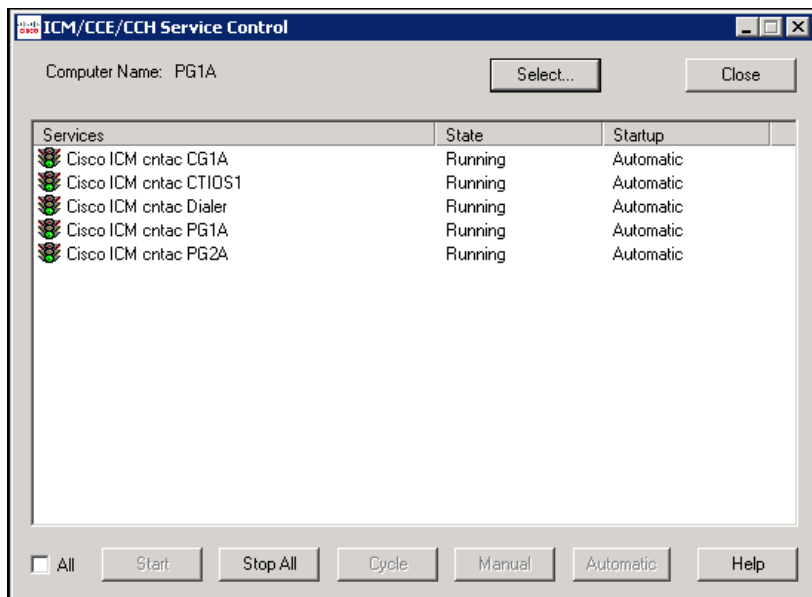 CISCO ICM/CCE/CCH Service Control
Computer Name: PG1A Select... Close
Services State Startup
Cisco ICM cntac CG1A Running Automatic
Cisco ICM cntac CTIOS1 Running Automatic
Cisco ICM cntac Dialer Running Automatic
Cisco ICM cntac PG1A Running Automatic
Cisco ICM cntac PG2A Running Automatic
All Start Stop All Cycle Manual Automatic Help